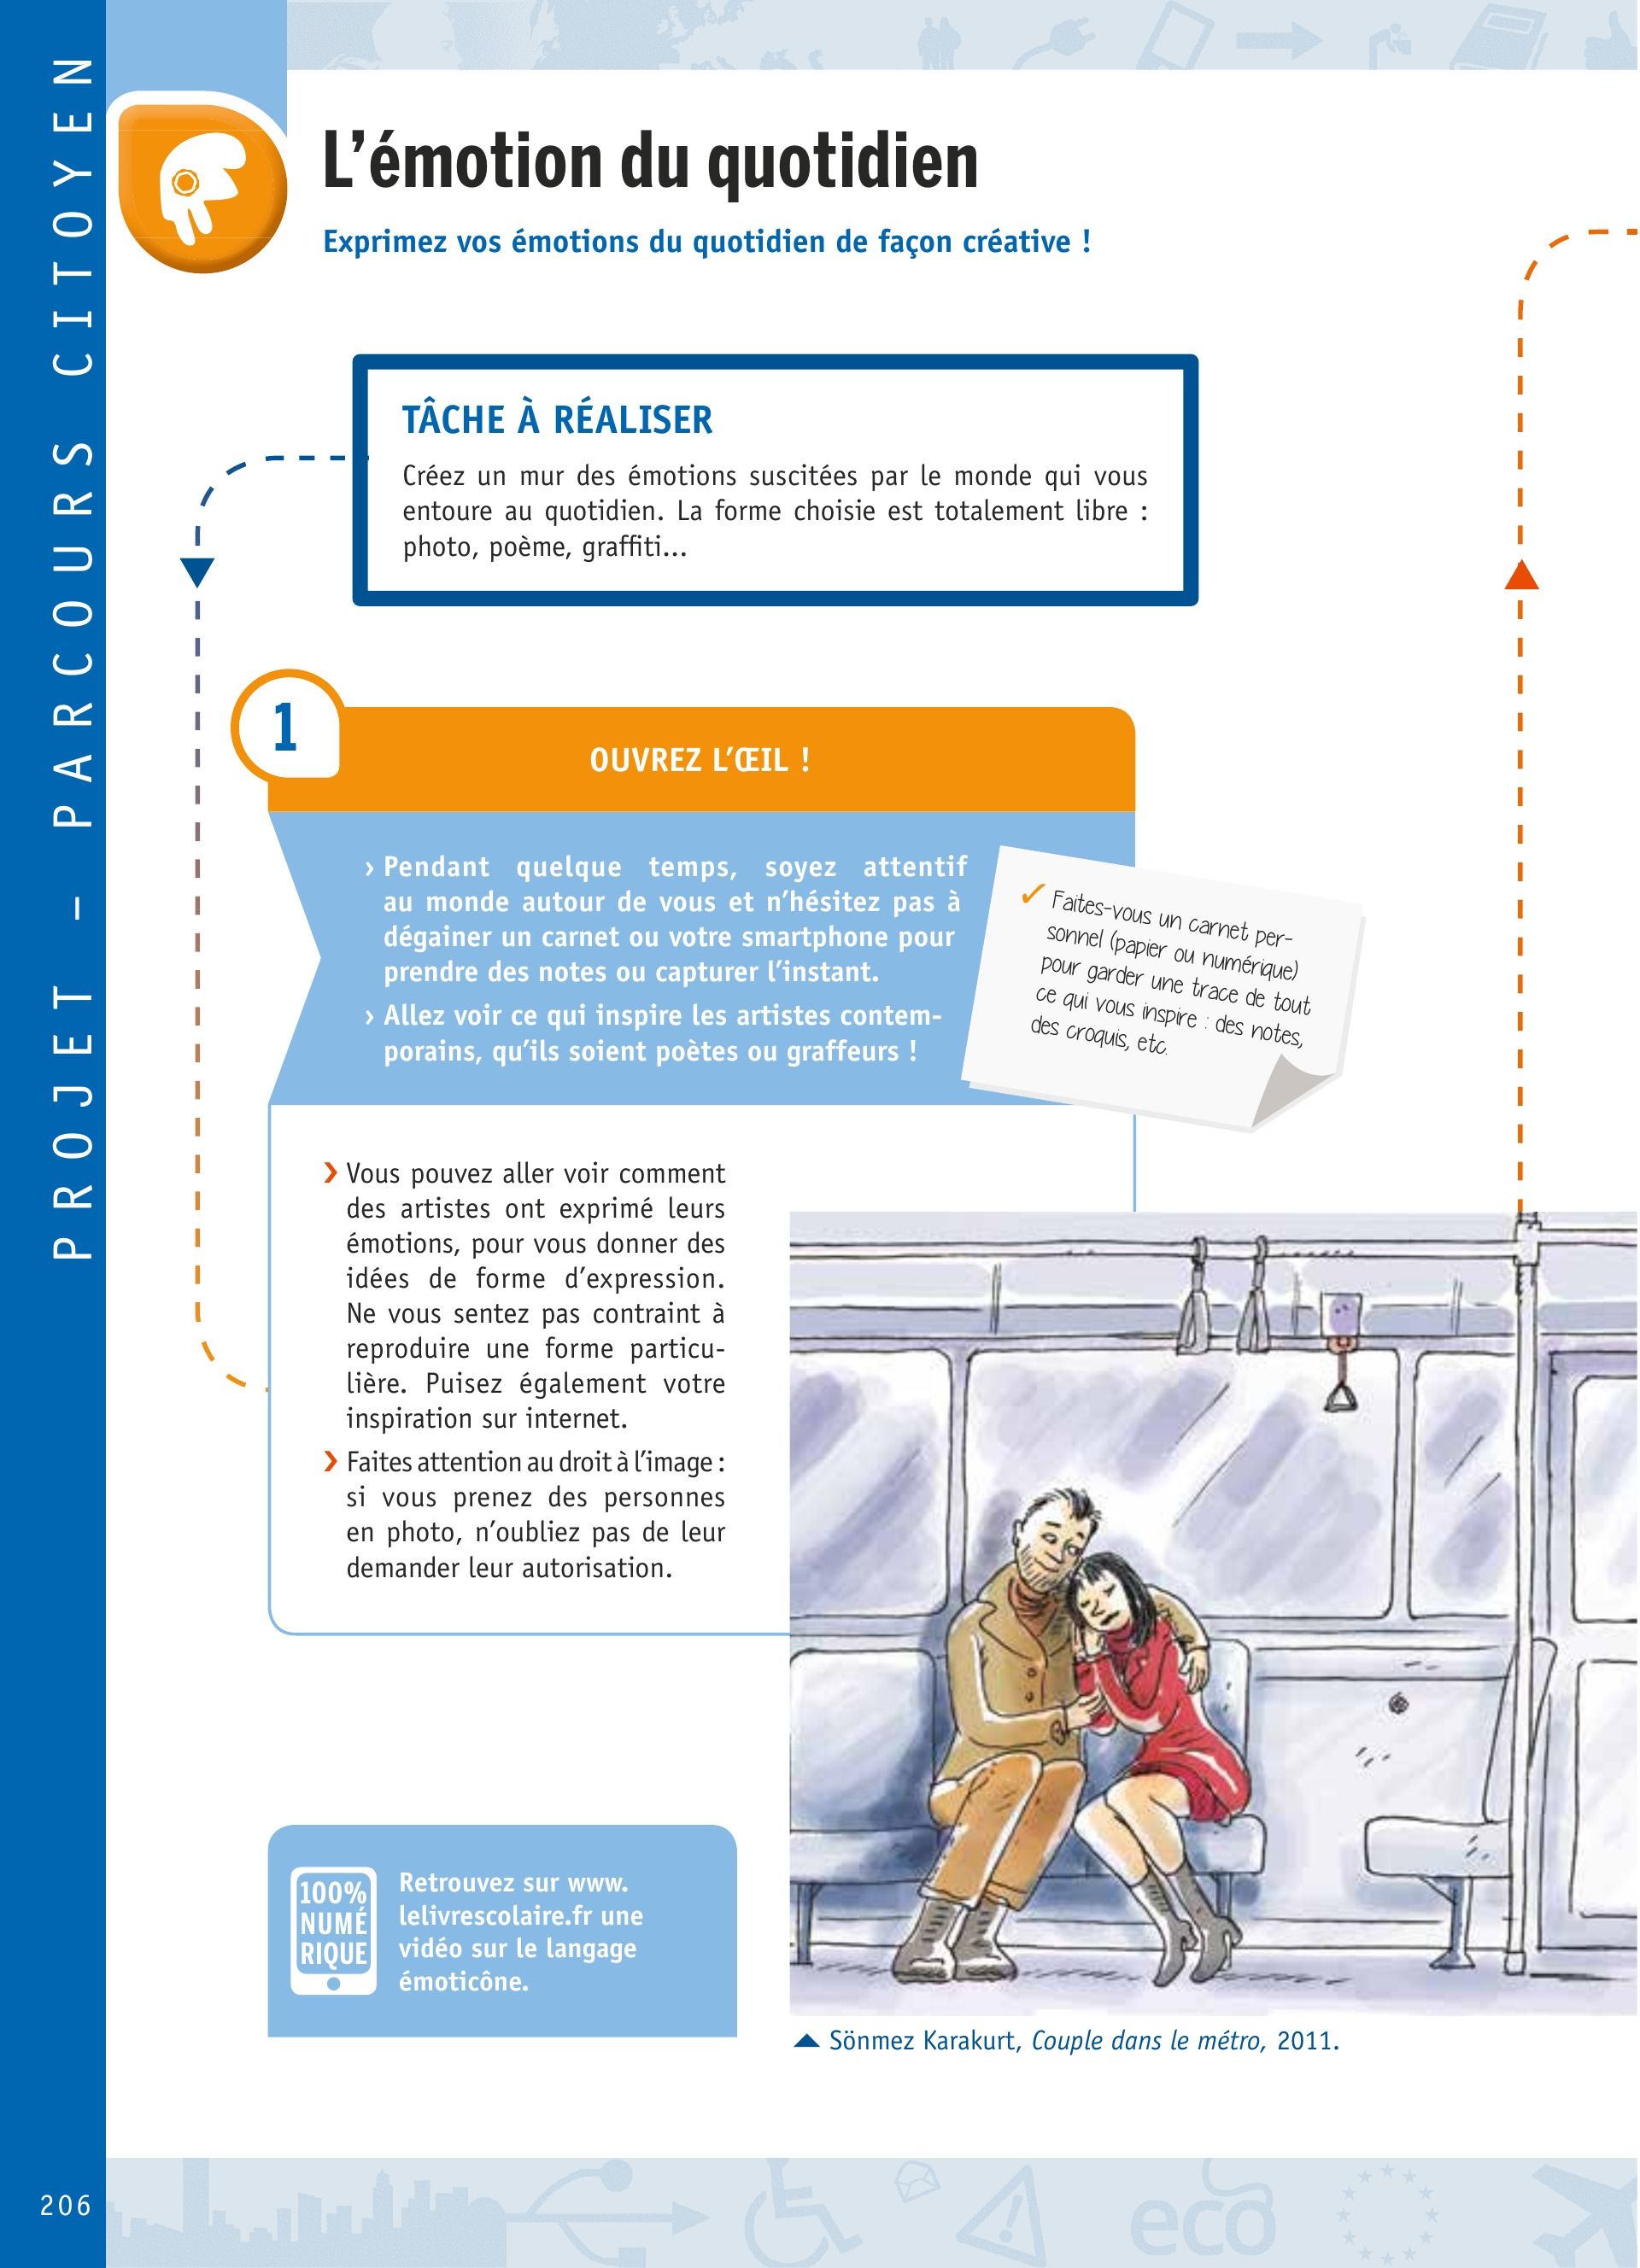 PROJET – PARCOURS CITOYEN
L'émotion du quotidien
Exprimez vos émotions du quotidien de façon créative !
TÂCHE À RÉALISER
Créez un mur des émotions suscitées par le monde qui vous
entoure au quotidien. La forme choisie est totalement libre :
photo, poème, graffiti...
1
OUVREZ L'ŒIL !
› Pendant quelque temps, soyez attentif
au monde autour de vous et n'hésitez pas à
dégainer un carnet ou votre smartphone pour
prendre des notes ou capturer l'instant.
› Allez voir ce qui inspire les artistes contem-
porains, qu'ils soient poètes ou graffeurs !
✓ Faites-vous un carnet per-
sonnel (papier ou numérique)
pour garder une trace de tout
ce qui vous inspire : des notes,
des croquis, etc.
› Vous pouvez aller voir comment
des artistes ont exprimé leurs
émotions, pour vous donner des
idées de forme d'expression.
Ne vous sentez pas contraint à
reproduire une forme particu-
lière. Puisez également votre
inspiration sur internet.
› Faites attention au droit à l'image :
si vous prenez des personnes
en photo, n'oubliez pas de leur
demander leur autorisation.
100%
NUMÉ
RIQUE
Retrouvez sur www.
lelivrescolaire.fr une
vidéo sur le langage
émoticône.
Sönmez Karakurt, Couple dans le métro, 2011.
206
eco